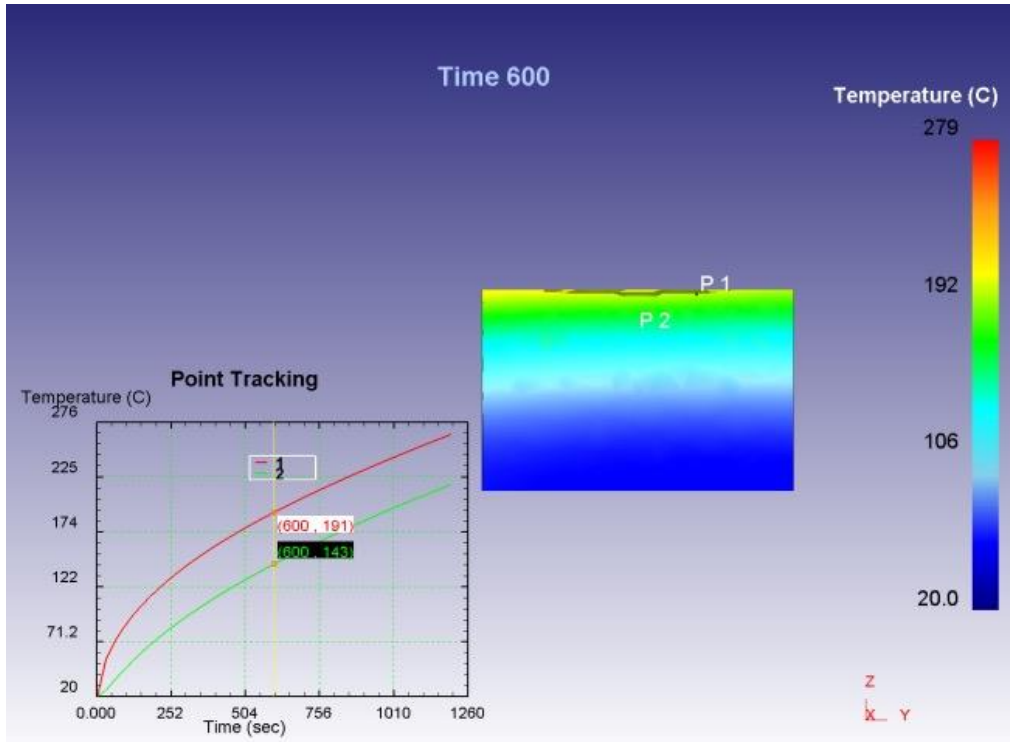 Time 600
Temperature (C)
279
192
106
20.0
P 1
P 2
Point Tracking
Temperature (C)
276
225
174
122
71.2
20
1
2
(600 , 191)
(600 , 143)
0.000 252 504 756 1010 1260
Time (sec)
Z
X Y